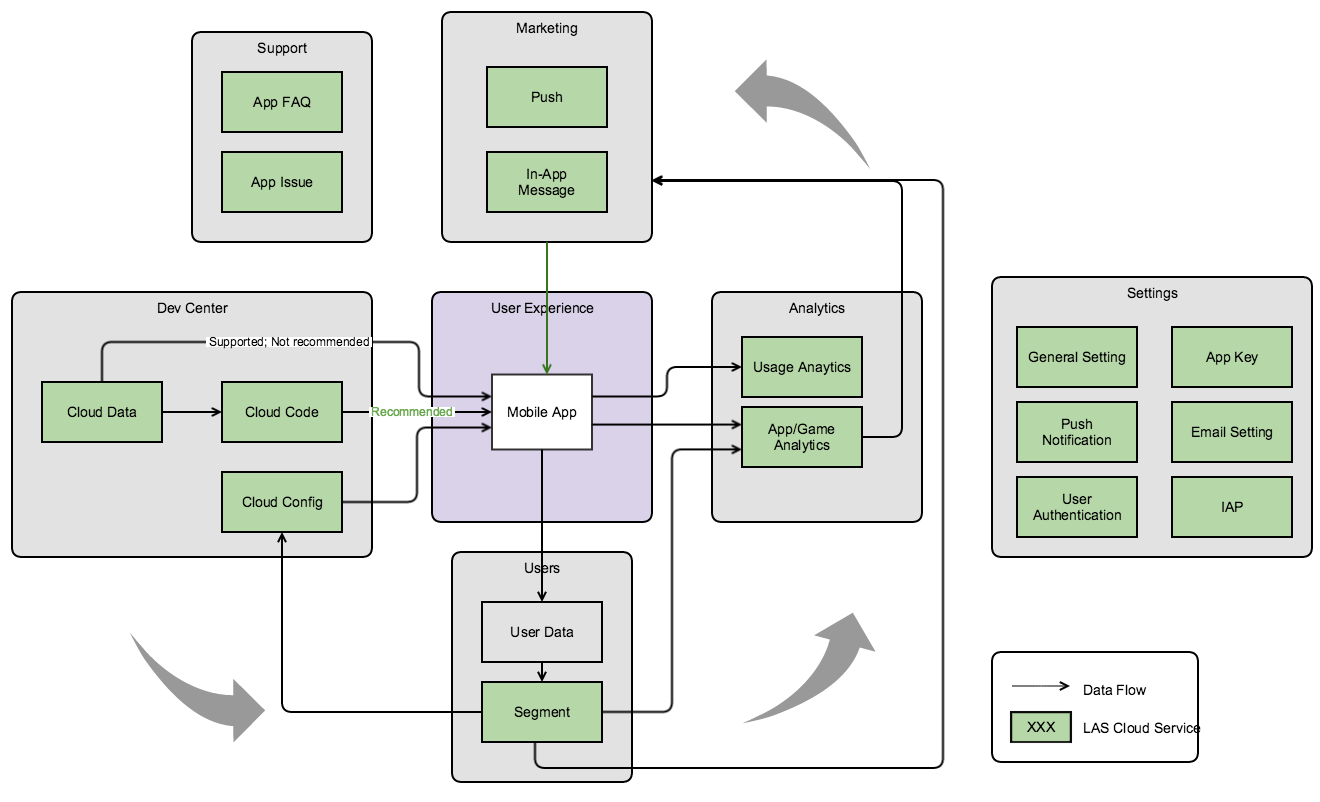 Support
App FAQ
App Issue
Marketing
Push
In-App
Message
Dev Center
Supported; Not recommended
Cloud Data
Cloud Code
Recommended
Cloud Config
User Experience
Mobile App
Analytics
Usage Anaytics
App/Game
Analytics
Settings
General Setting
App Key
Push
Notification
Email Setting
User
Authentication
IAP
Users
User Data
Segment
Data Flow
XXX
LAS Cloud Service